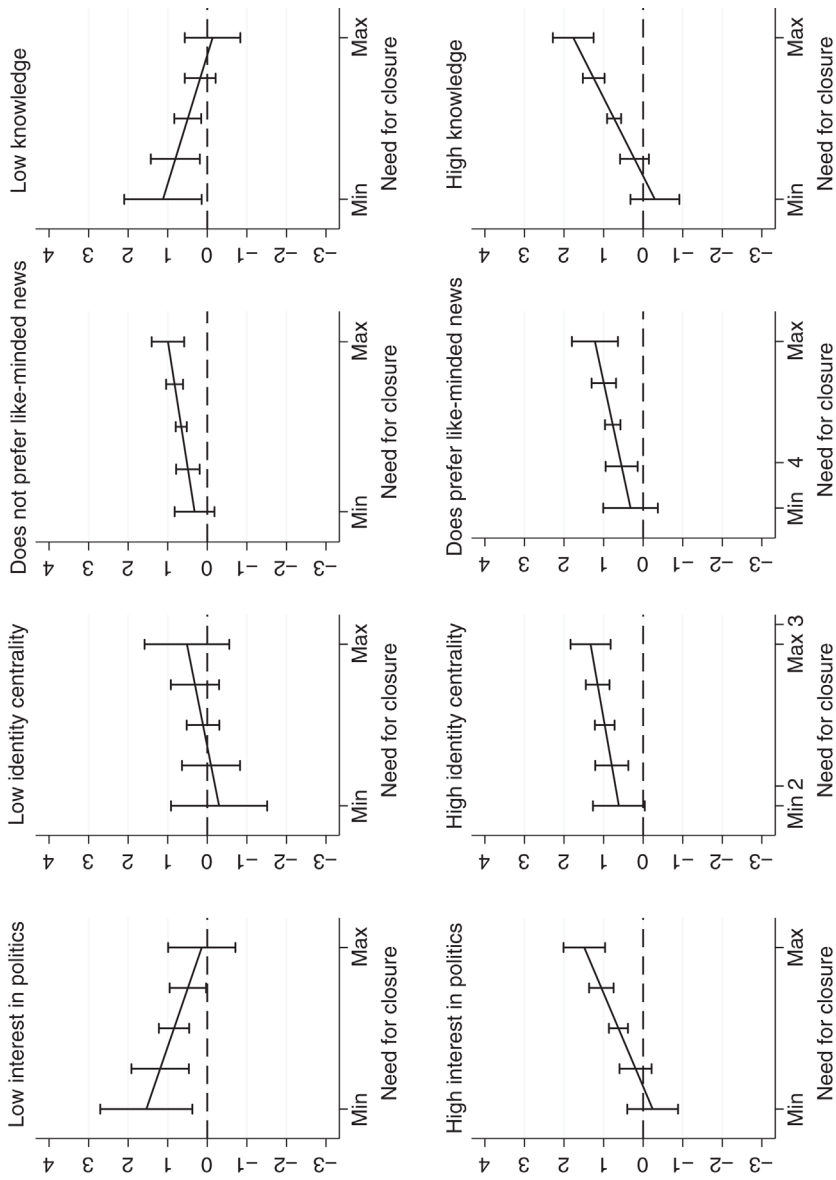 Low interest in politics
4
3
2
1
0
−1
−2
−3
Min
Max
Need for closure
Low identity centrality
4
3
2
1
0
−1
−2
−3
Min
Max
Need for closure
Does not prefer like-minded news
4
3
2
1
0
−1
−2
−3
Min
Max
Need for closure
Low knowledge
4
3
2
1
0
−1
−2
−3
Min
Max
Need for closure
High interest in politics
4
3
2
1
0
−1
−2
−3
Min
Max
Need for closure
High identity centrality
4
3
2
1
0
−1
−2
−3
Min 2
Max 3
Need for closure
Does prefer like-minded news
4
3
2
1
0
−1
−2
−3
Min
4
Max
Need for closure
High knowledge
4
3
2
1
0
−1
−2
−3
Min
Max
Need for closure